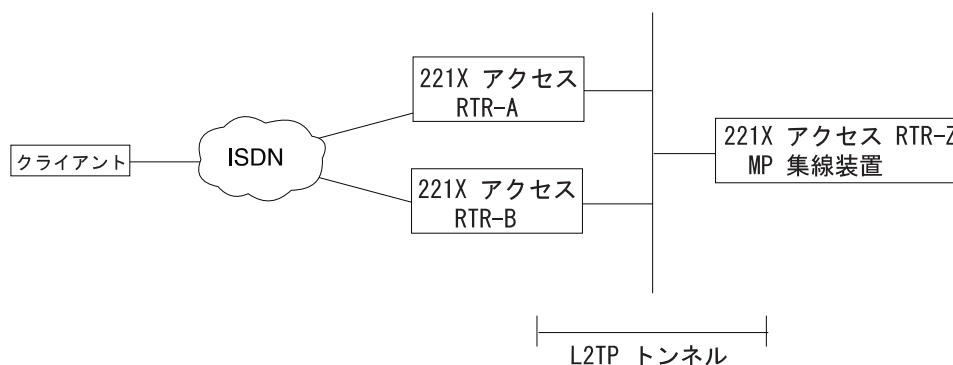 221X アクセス
RTR-A
クライアント
ISDN
221X アクセス RTR-Z
MP 集線装置
221X アクセス
RTR-B
L2TP トンネル